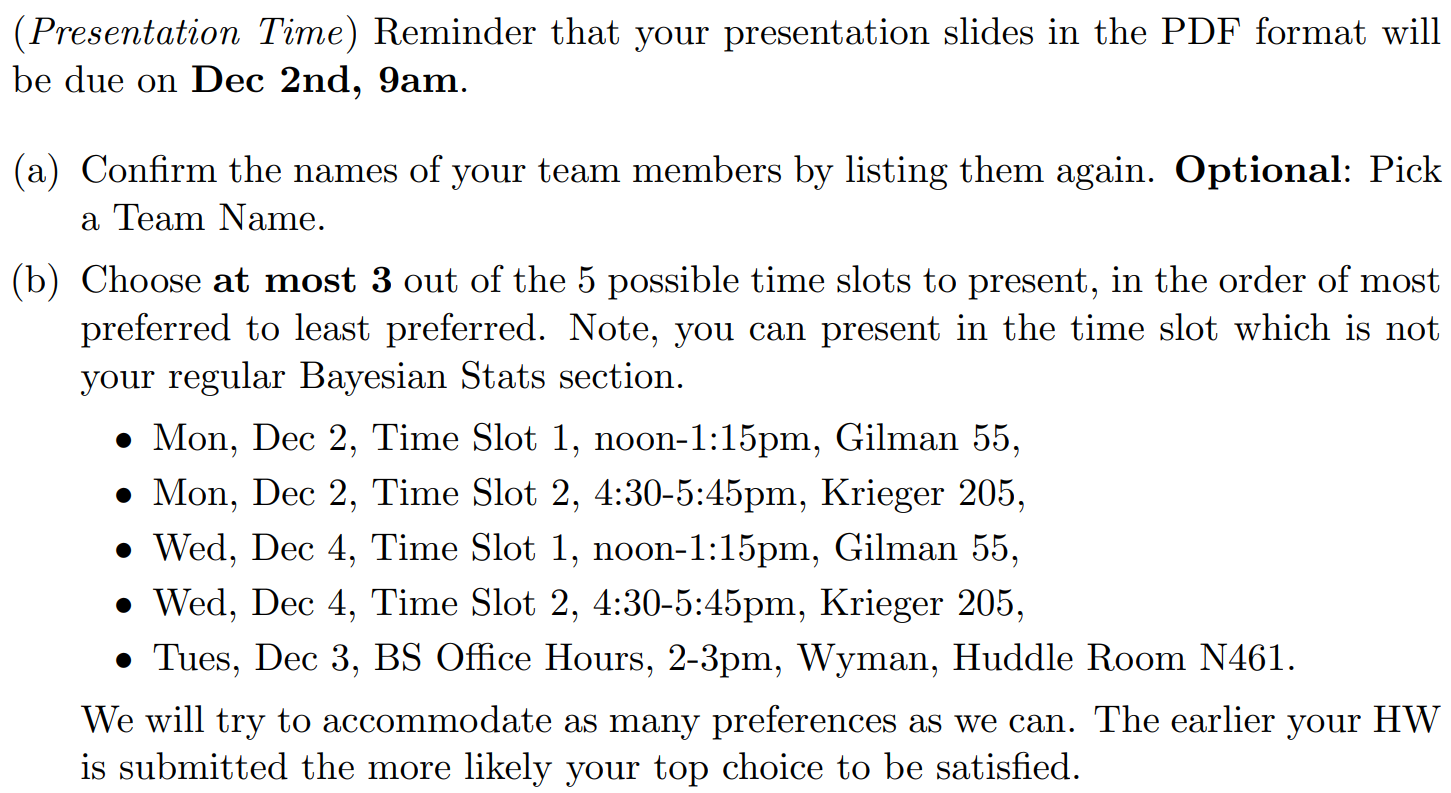 (Presentation Time) Reminder that your presentation slides in the PDF format will
be due on Dec 2nd, 9am.
(a) Confirm the names of your team members by listing them again. Optional: Pick
a Team Name.
(b) Choose at most 3 out of the 5 possible time slots to present, in the order of most
preferred to least preferred. Note, you can present in the time slot which is not
your regular Bayesian Stats section.
• Mon, Dec 2, Time Slot 1, noon-1:15pm, Gilman 55,
• Mon, Dec 2, Time Slot 2, 4:30-5:45pm, Krieger 205,
• Wed, Dec 4, Time Slot 1, noon-1:15pm, Gilman 55,
• Wed, Dec 4, Time Slot 2, 4:30-5:45pm, Krieger 205,
• Tues, Dec 3, BS Office Hours, 2-3pm, Wyman, Huddle Room N461.
We will try to accommodate as many preferences as we can. The earlier your HW
is submitted the more likely your top choice to be satisfied.